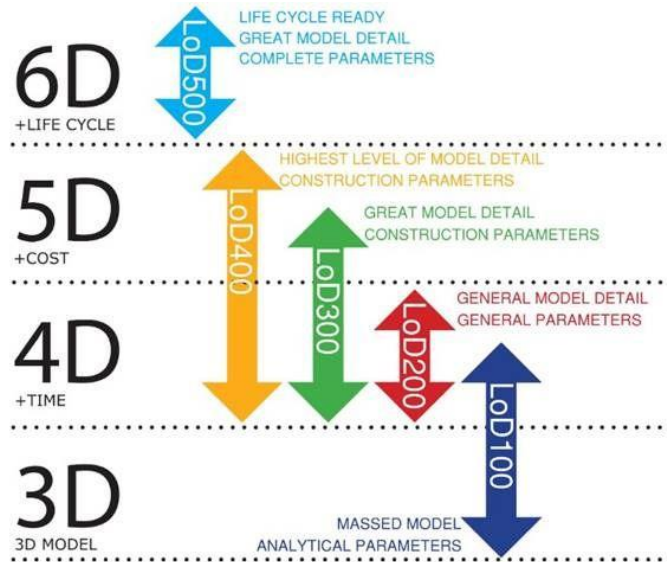 6D
+LIFE CYCLE
LoD500
LIFE CYCLE READY
GREAT MODEL DETAIL
COMPLETE PARAMETERS
5D
+COST
LoD400
HIGHEST LEVEL OF MODEL DETAIL
CONSTRUCTION PARAMETERS
LoD300
GREAT MODEL DETAIL
CONSTRUCTION PARAMETERS
4D
+TIME
LoD200
GENERAL MODEL DETAIL
GENERAL PARAMETERS
LoD100
3D
3D MODEL
MASSED MODEL
ANALYTICAL PARAMETERS